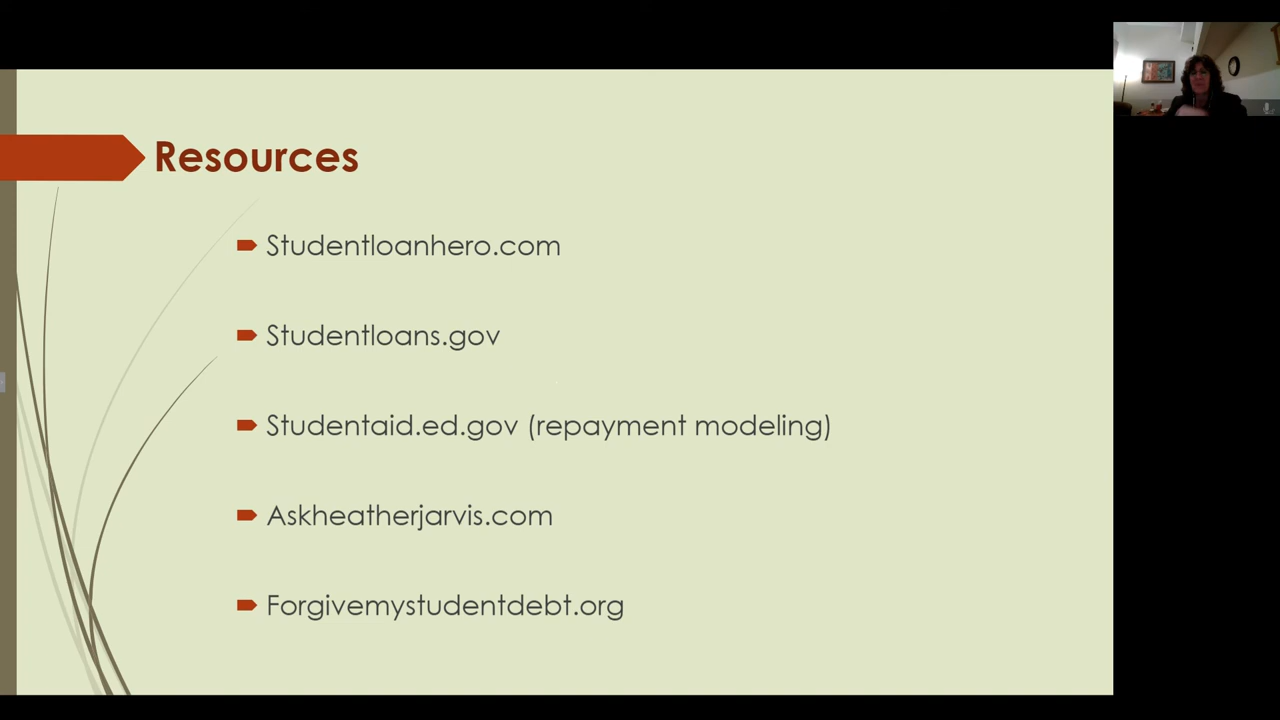 Resources
Studentloanhero.com
Studentloans.gov
Studentaid.ed.gov (repayment modeling)
Askheatherjarvis.com
Forgivemystudentdebt.org